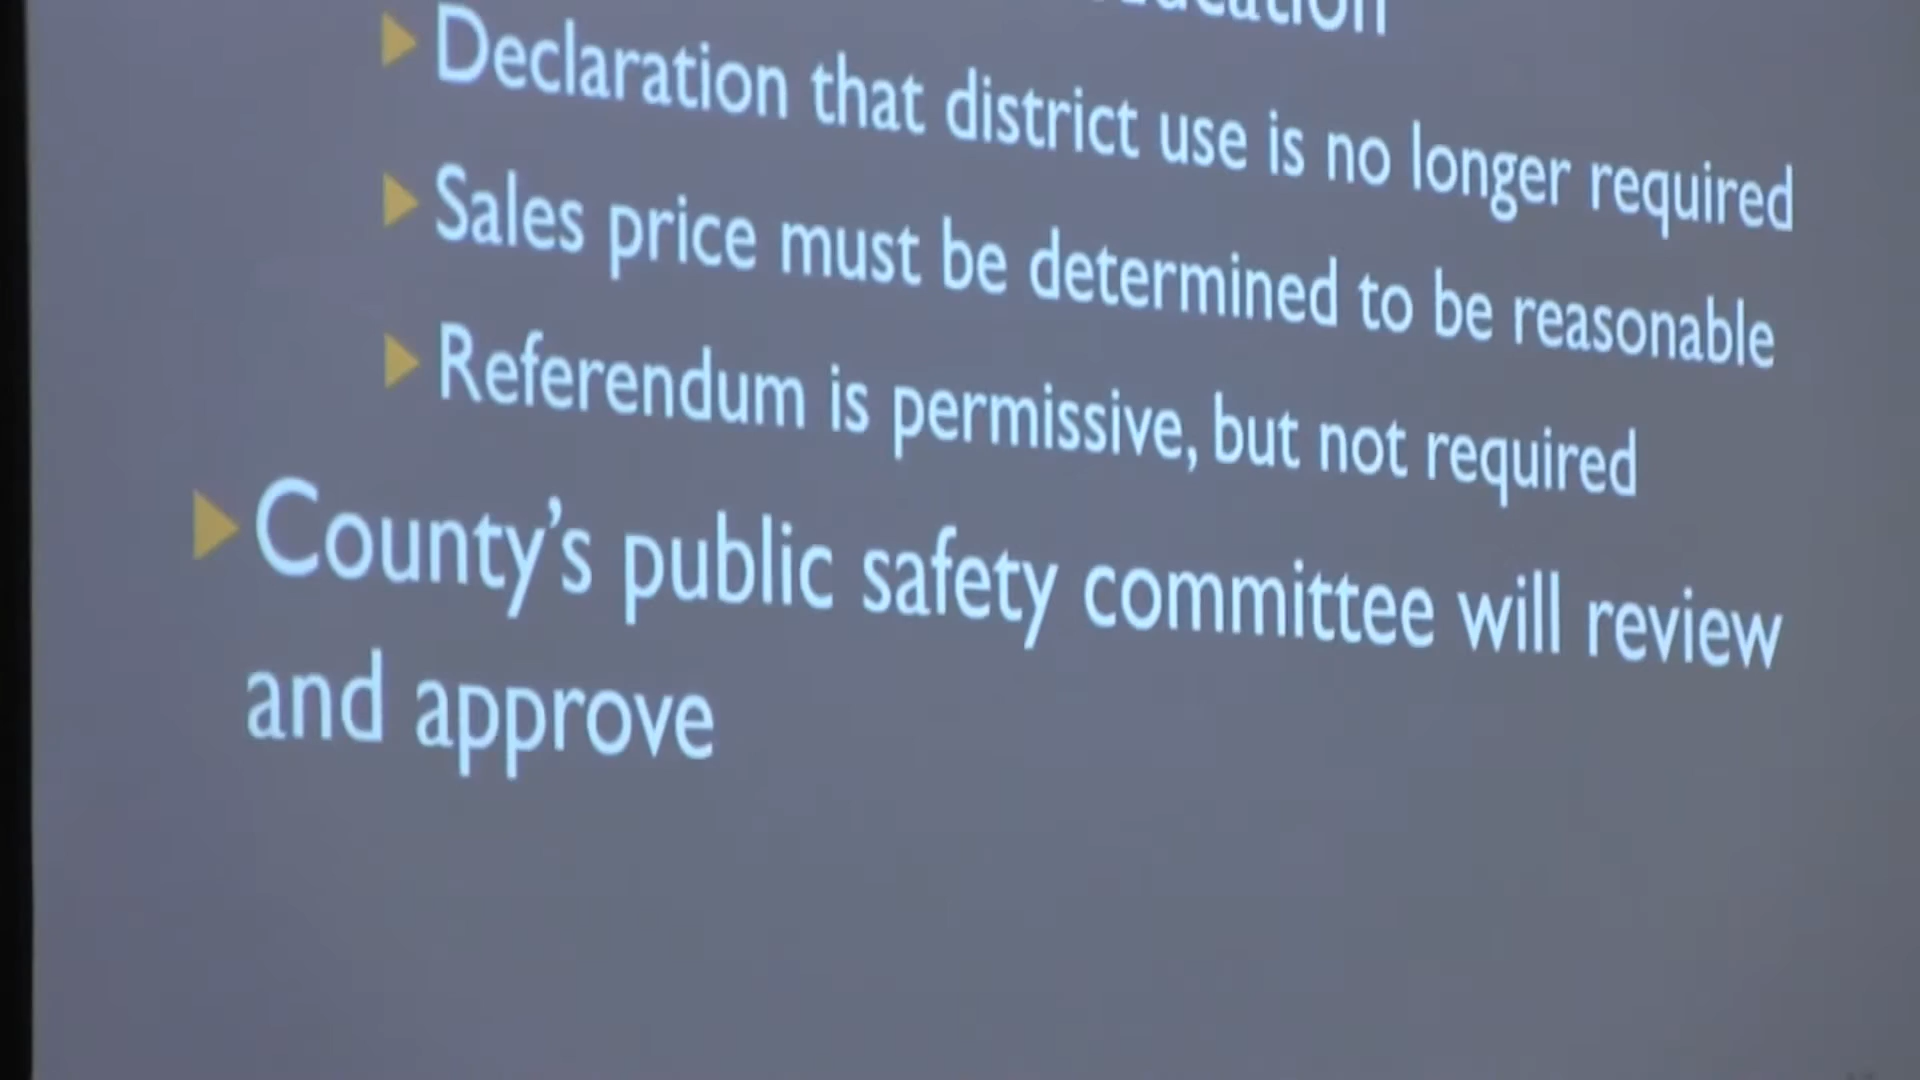 Declaration that district use is no longer required
Sales price must be determined to be reasonable
Referendum is permissive, but not required
County's public safety committee will review
and approve